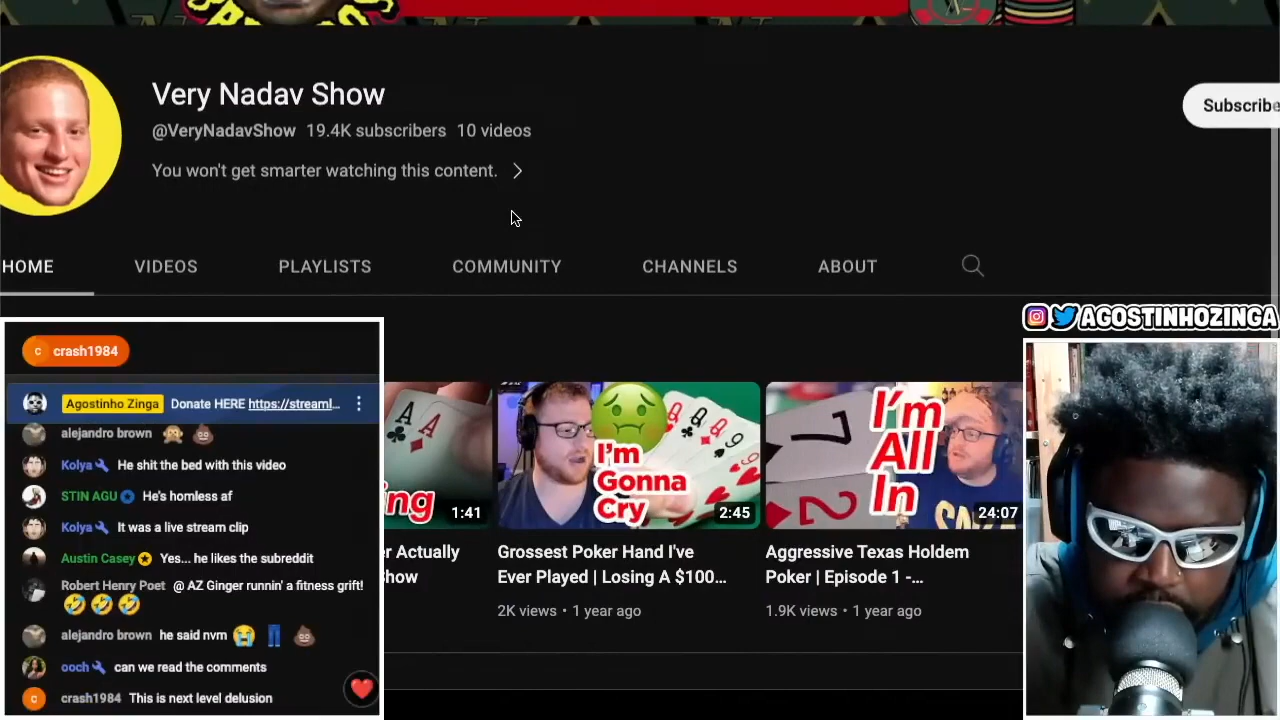 Very Nadav Show
@VeryNadavShow 19.4K subscribers 10 videos
You won't get smarter watching this content.
Subscribe
HOME
VIDEOS
PLAYLISTS
COMMUNITY
CHANNELS
ABOUT
AGOSTINHOZINGA
c crash1984
Agostinho Zinga Donate HERE https://streaml...
alejandro brown
Kolya He shit the bed with this video
STIN AGU He's homless af
Kolya It was a live stream clip
Austin Casey Yes... he likes the subreddit
Robert Henry Poet @ AZ Ginger runnin' a fitness grift!
alejandro brown he said nvm
ooch can we read the comments
c crash1984 This is next level delusion
A A
ing
1:41
er Actually
Show
Q Q 9 9
I'm
Gonna
Cry
2:45
Grossest Poker Hand I've
Ever Played | Losing A $100...
2K views • 1 year ago
7
2
I'm
All
In
24:07
Aggressive Texas Holdem
Poker | Episode 1 -...
1.9K views • 1 year ago